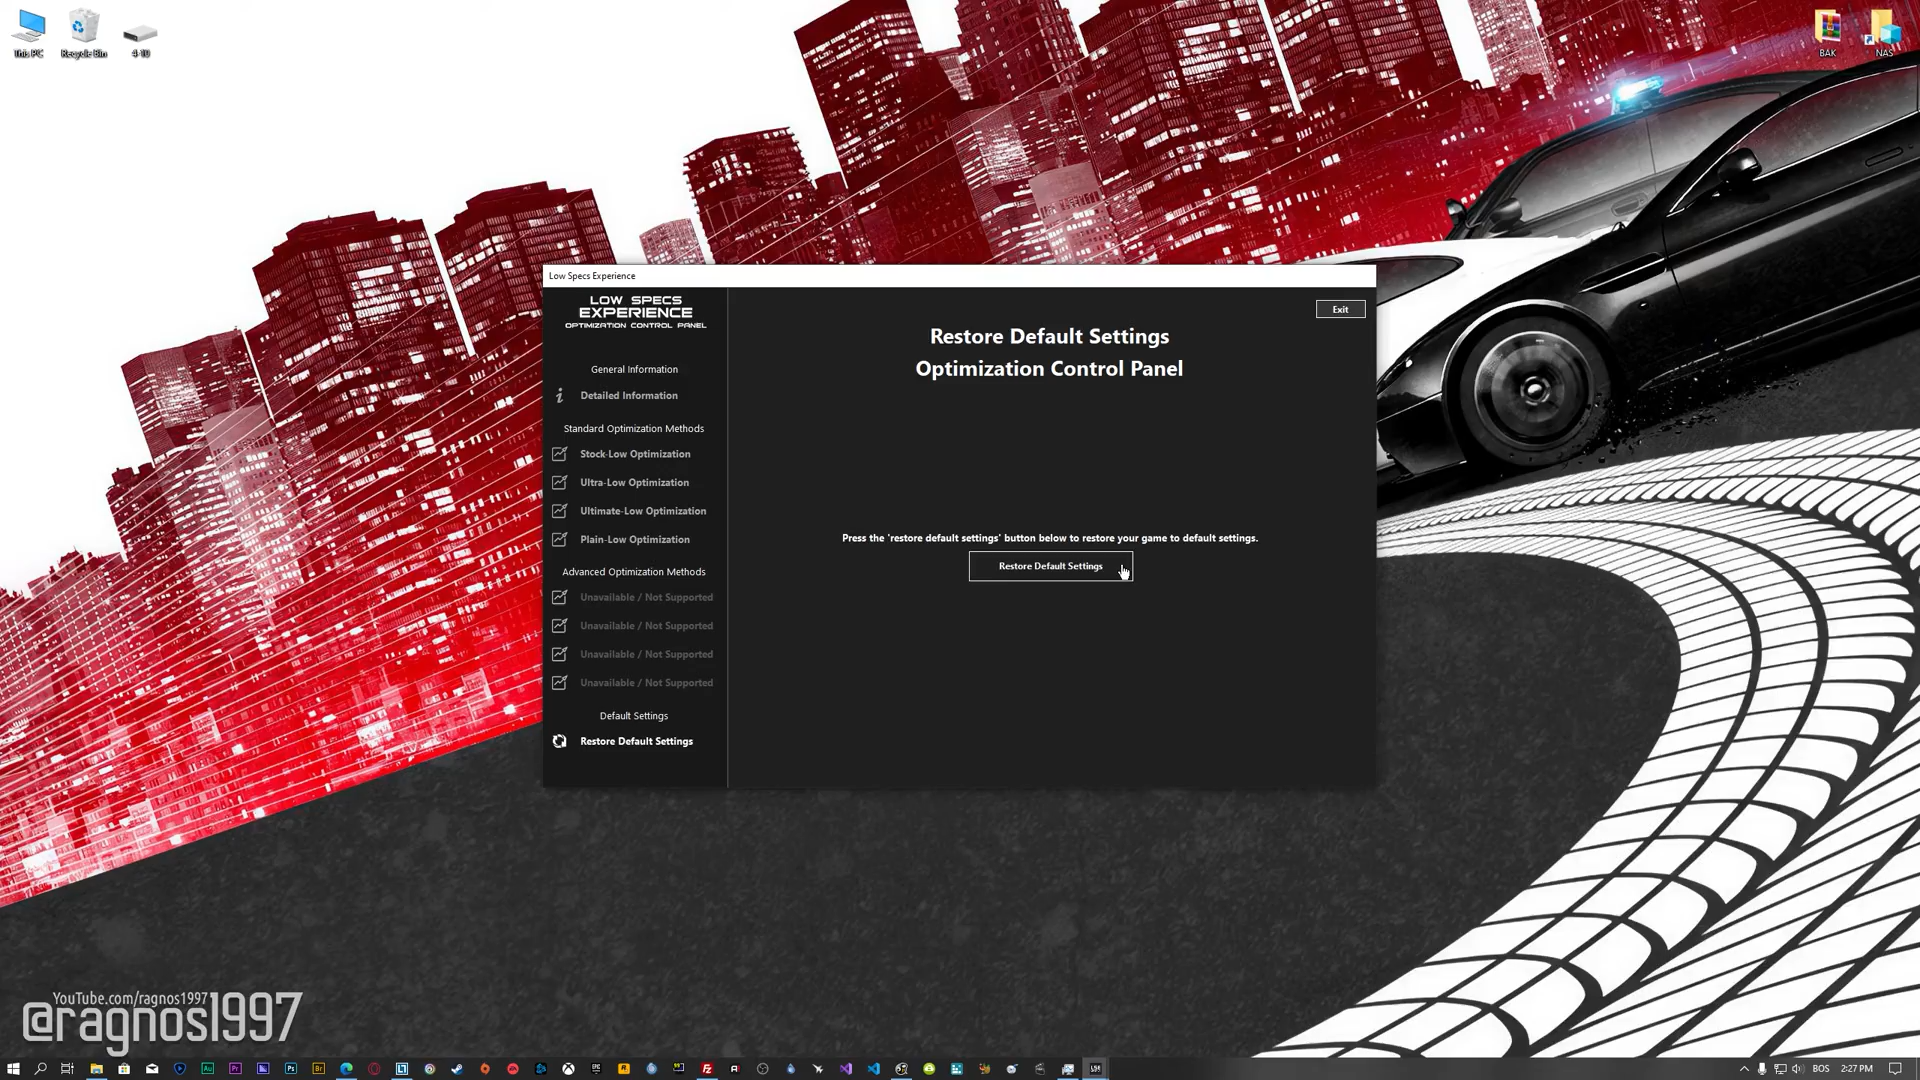 This PC
Recycle Bin
4-10
BAK
NAS
Low Specs Experience
LOW SPECS
EXPERIENCE
OPTIMIZATION CONTROL PANEL
General Information
Detailed Information
Standard Optimization Methods
Stock-Low Optimization
Ultra-Low Optimization
Ultimate-Low Optimization
Plain-Low Optimization
Advanced Optimization Methods
Unavailable / Not Supported
Unavailable / Not Supported
Unavailable / Not Supported
Unavailable / Not Supported
Default Settings
Restore Default Settings
Exit
Restore Default Settings
Optimization Control Panel
Press the 'restore default settings' button below to restore your game to default settings.
Restore Default Settings
YouTube.com/ragnos1997
@ragnos1997
BOS
2:27 PM